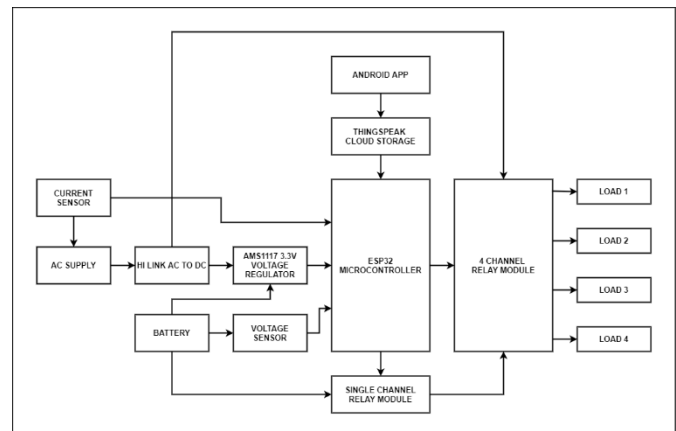 ANDROID APP
THINGSPEAK
CLOUD STORAGE
CURRENT
SENSOR
AC SUPPLY
HI LINK AC TO DC
AMS1117 3.3V
VOLTAGE
REGULATOR
ESP32
MICROCONTROLLER
4 CHANNEL
RELAY MODULE
LOAD 1
LOAD 2
LOAD 3
LOAD 4
BATTERY
VOLTAGE
SENSOR
SINGLE CHANNEL
RELAY MODULE